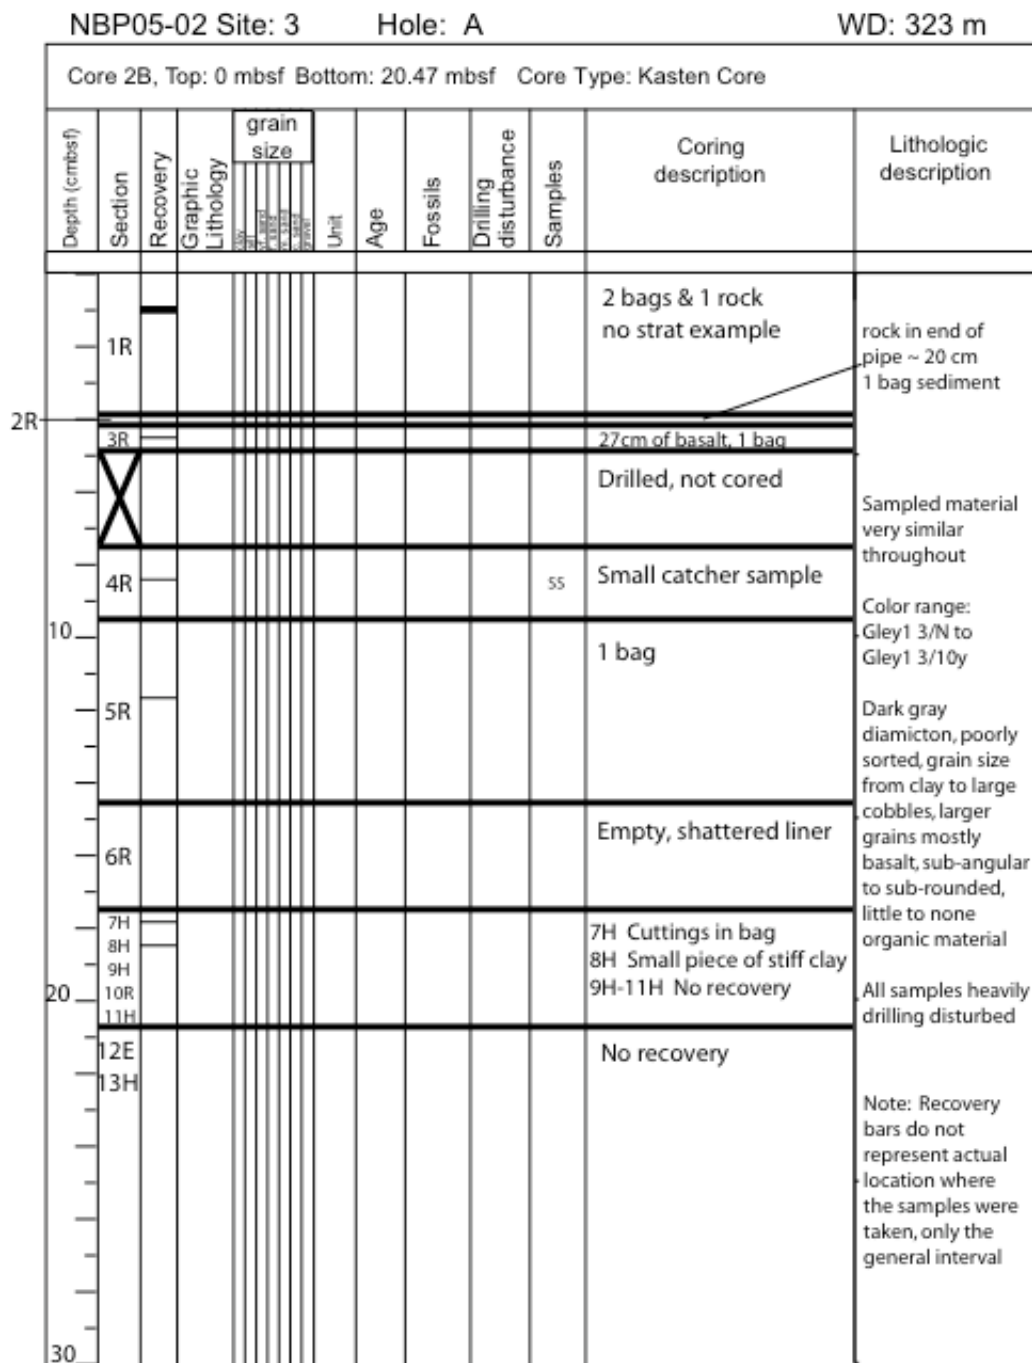 NBP05-02 Site: 3 Hole: A WD: 323 m
Core 2B, Top: 0 mbsf Bottom: 20.47 mbsf Core Type: Kasten Core
Depth (cmbsf)
Section
Recovery
Graphic
Lithology
grain
size
clay
silt
vf. sand
f. sand
m. sand
c. sand
gravel
Unit
Age
Fossils
Drilling
disturbance
Samples
Coring
description
Lithologic
description
1R
2 bags & 1 rock
no strat example
rock in end of
pipe ~ 20 cm
1 bag sediment
2R
3R
27cm of basalt, 1 bag
Drilled, not cored
Sampled material
very similar
throughout
4R
SS
Small catcher sample
Color range:
Gley1 3/N to
Gley1 3/10y
10
1 bag
5R
Dark gray
diamicton, poorly
sorted, grain size
from clay to large
cobbles, larger
grains mostly
basalt, sub-angular
to sub-rounded,
little to none
organic material
Empty, shattered liner
6R
7H
8H
9H
10R
11H
7H Cuttings in bag
8H Small piece of stiff clay
9H-11H No recovery
20
All samples heavily
drilling disturbed
12E
13H
No recovery
Note: Recovery
bars do not
represent actual
location where
the samples were
taken, only the
general interval
30